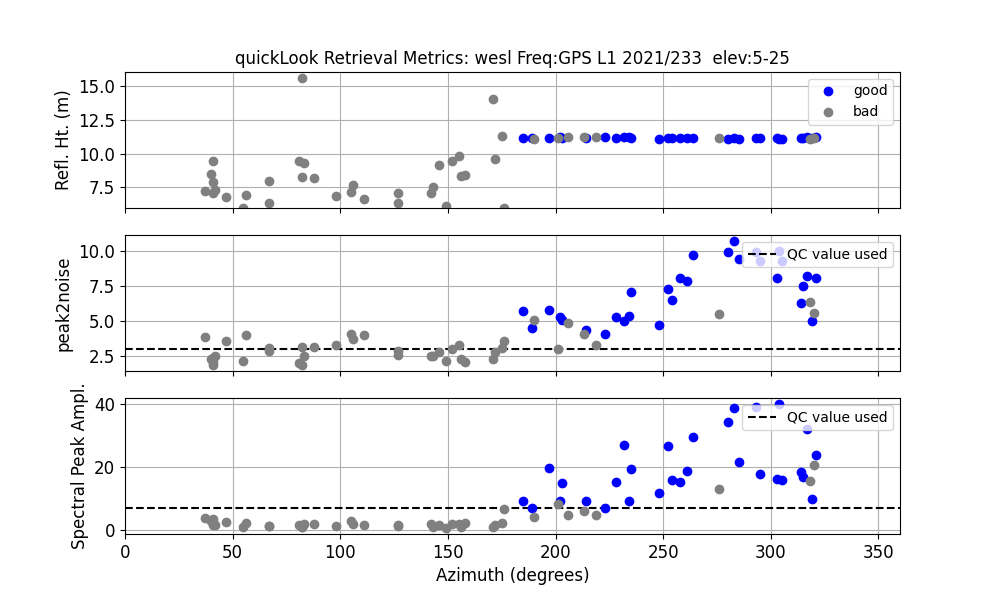 quickLook Retrieval Metrics: wesl Freq:GPS L1 2021/233  elev:5-25
Refl. Ht. (m)
15.0
12.5
10.0
7.5
good
bad
peak2noise
10.0
7.5
5.0
2.5
QC value used
Spectral Peak Ampl.
40
20
0
QC value used
0 50 100 150 200 250 300 350
Azimuth (degrees)